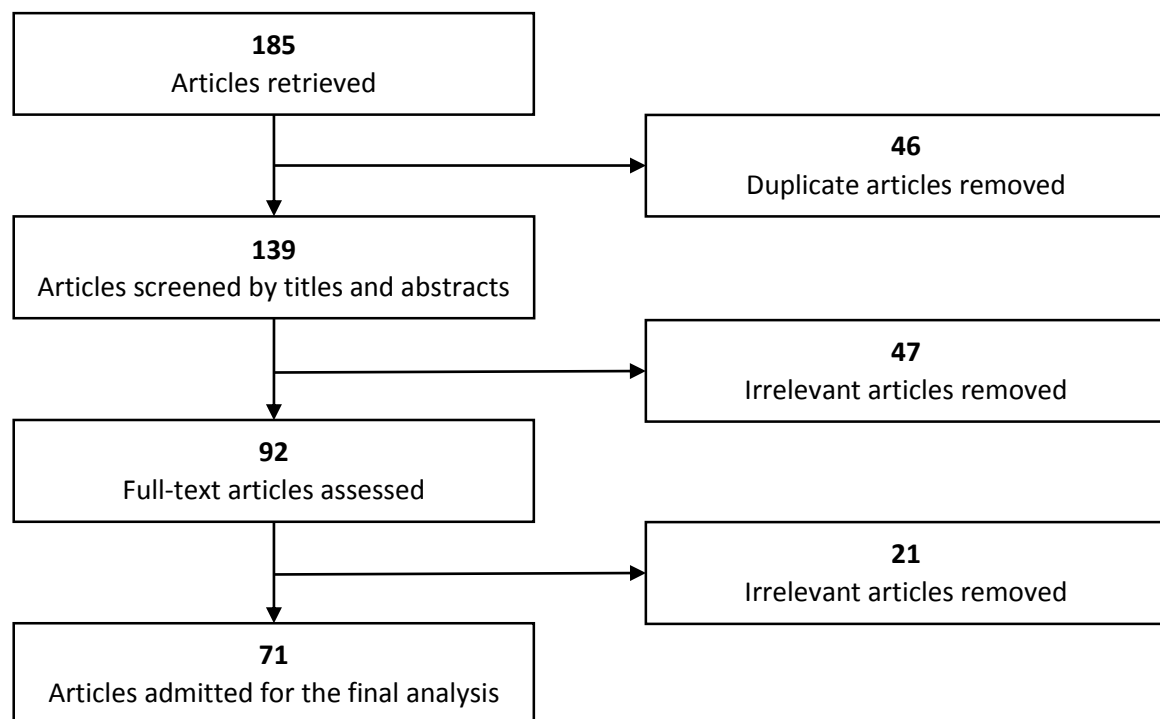 185
Articles retrieved
46
Duplicate articles removed
139
Articles screened by titles and abstracts
47
Irrelevant articles removed
92
Full-text articles assessed
21
Irrelevant articles removed
71
Articles admitted for the final analysis